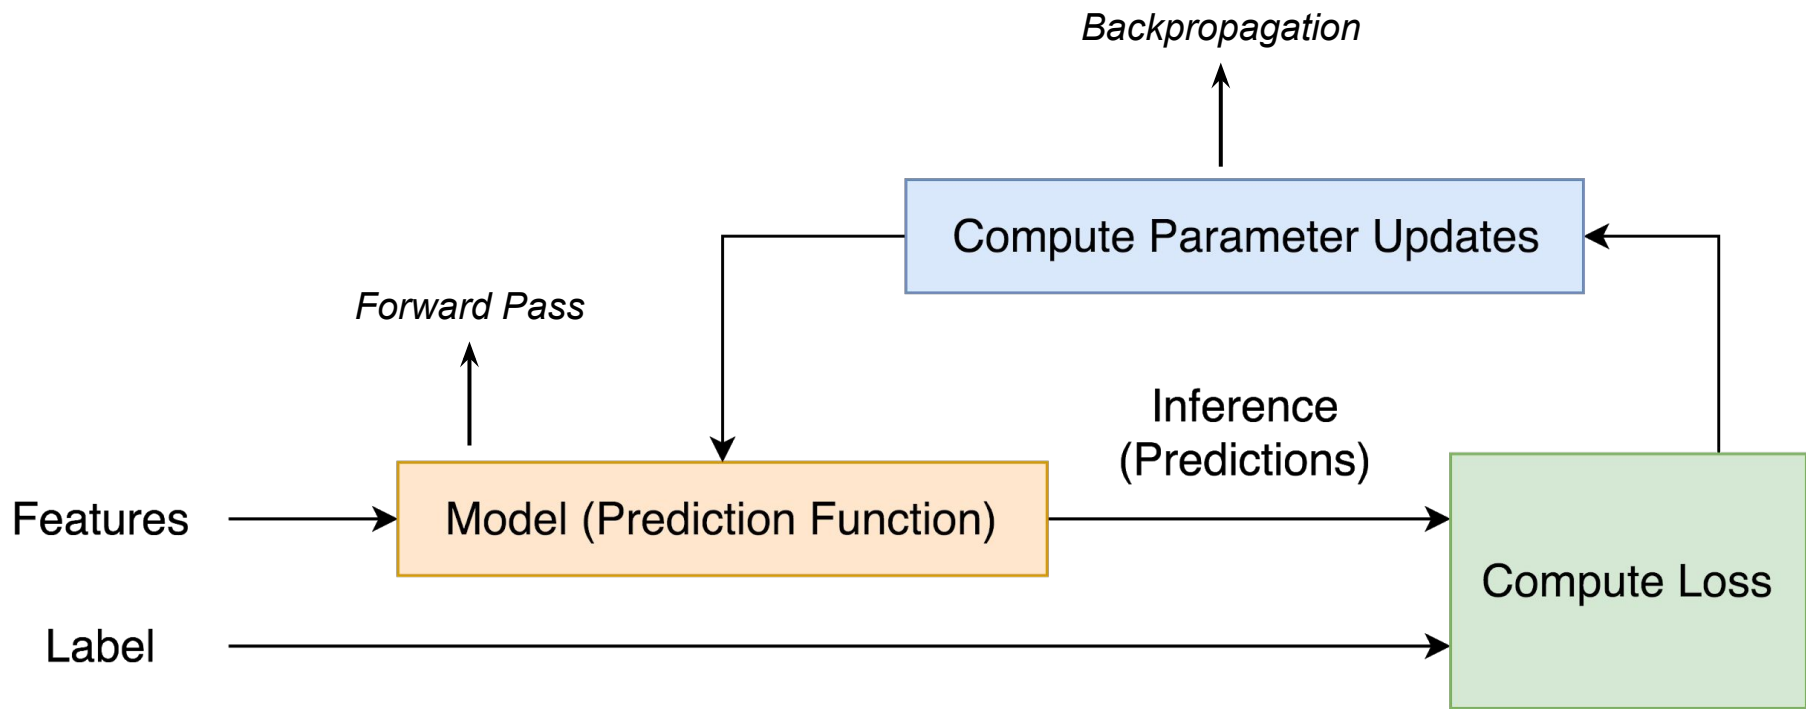 Backpropagation
Compute Parameter Updates
Forward Pass
Inference
(Predictions)
Features
Model (Prediction Function)
Compute Loss
Label